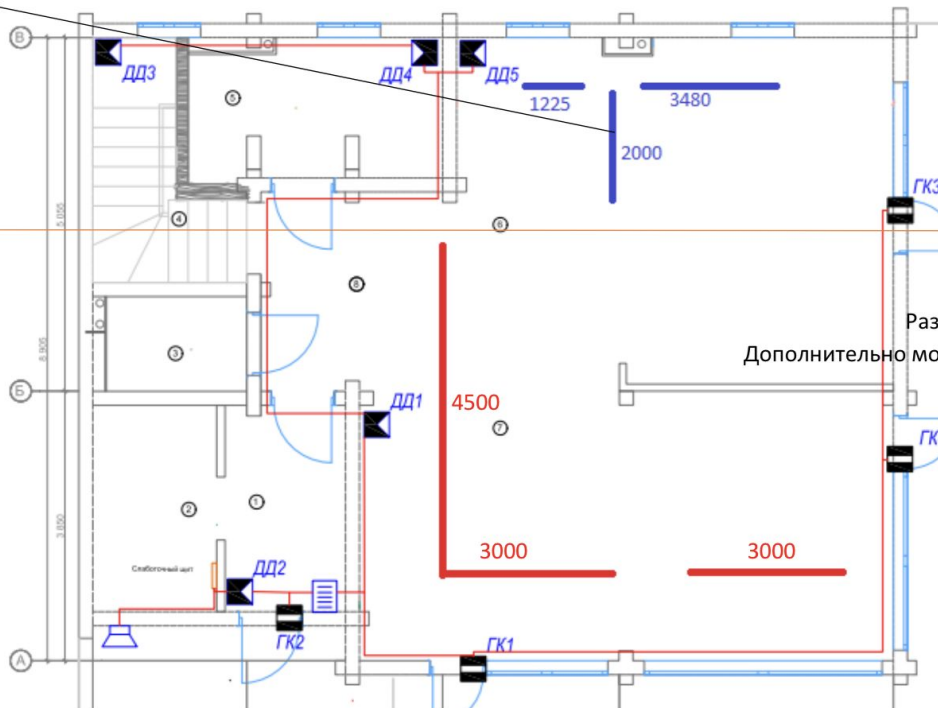 В
ДД3
ДД4
ДД5
5
1225
3480
2000
ГК3
4
6
5.055
8
Раз
Дополнительно мо
3
8.905
Б
ДД1
4500
7
ГК
1
2
3.850
3000
3000
Слаботочный щит
ДД2
ГК2
ГК1
А